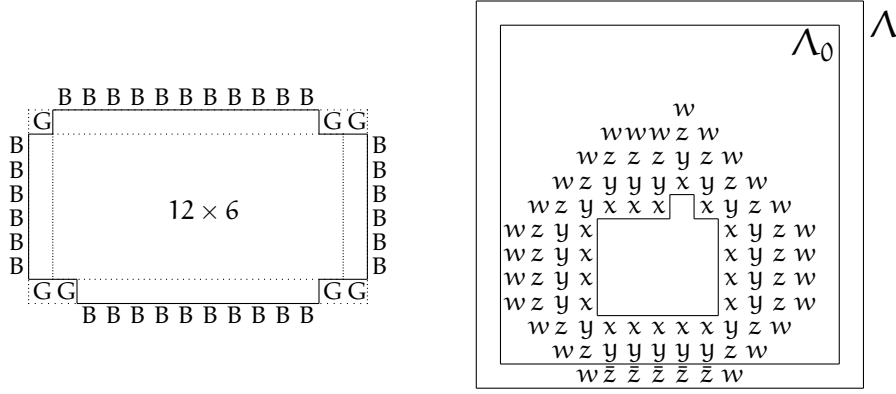 B B B B B B B B B B B
G G G
B B
B B
B B
12 × 6
B B
B B
B B
G G G G
B B B B B B B B B B
Λ
Λ₀
w
w w w z w
w z z z y z w
w z y y y x y z w
w z y x x x x y z w
w z y x x y z w
w z y x x y z w
w z y x x y z w
w z y x x y z w
w z y x x x x x y z w
w z y y y y y z w
w z̄ z̄ z̄ z̄ z̄ w